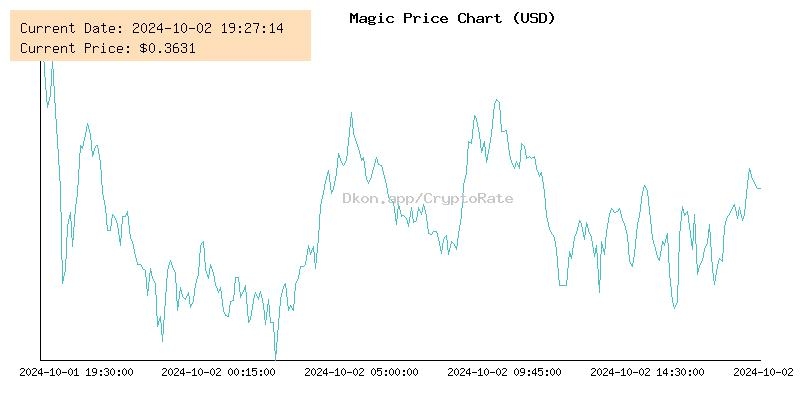 Magic Price Chart (USD)
Current Date: 2024-10-02 19:27:14
Current Price: $0.3631
Dkon.app/CryptoRate
2024-10-01 19:30:00 2024-10-02 00:15:00 2024-10-02 05:00:00 2024-10-02 09:45:00 2024-10-02 14:30:00 2024-10-02